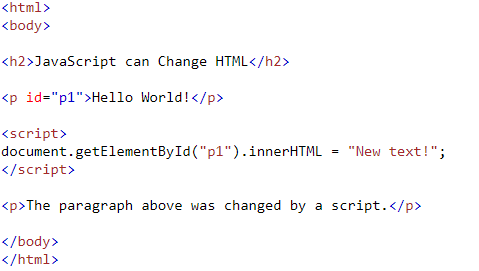 <html>
<body>
<h2>JavaScript can Change HTML</h2>
<p id="p1">Hello World!</p>
<script>
document.getElementById("p1").innerHTML = "New text!";
</script>
<p>The paragraph above was changed by a script.</p>
</body>
</html>